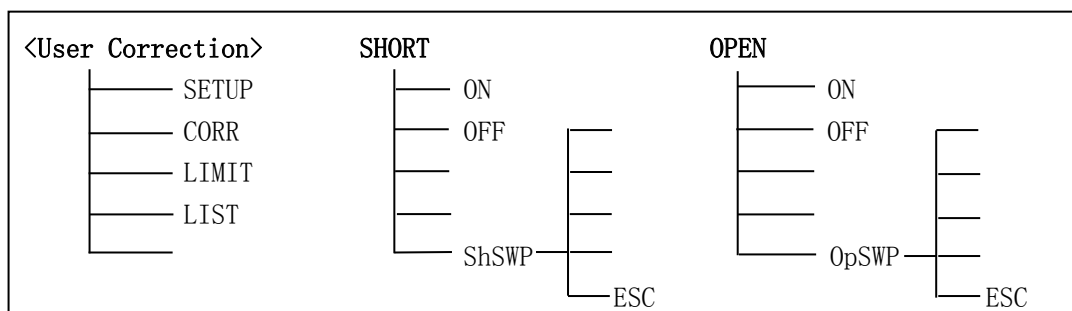 <User Correction>
SETUP
CORR
LIMIT
LIST
SHORT
ON
OFF
ShSWP
ESC
OPEN
ON
OFF
OpSWP
ESC